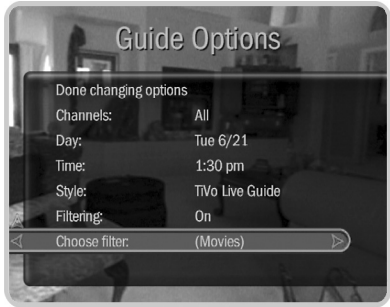 Guide Options
Done changing options
Channels: All
Day: Tue 6/21
Time: 1:30 pm
Style: TiVo Live Guide
Filtering: On
Choose filter: (Movies)